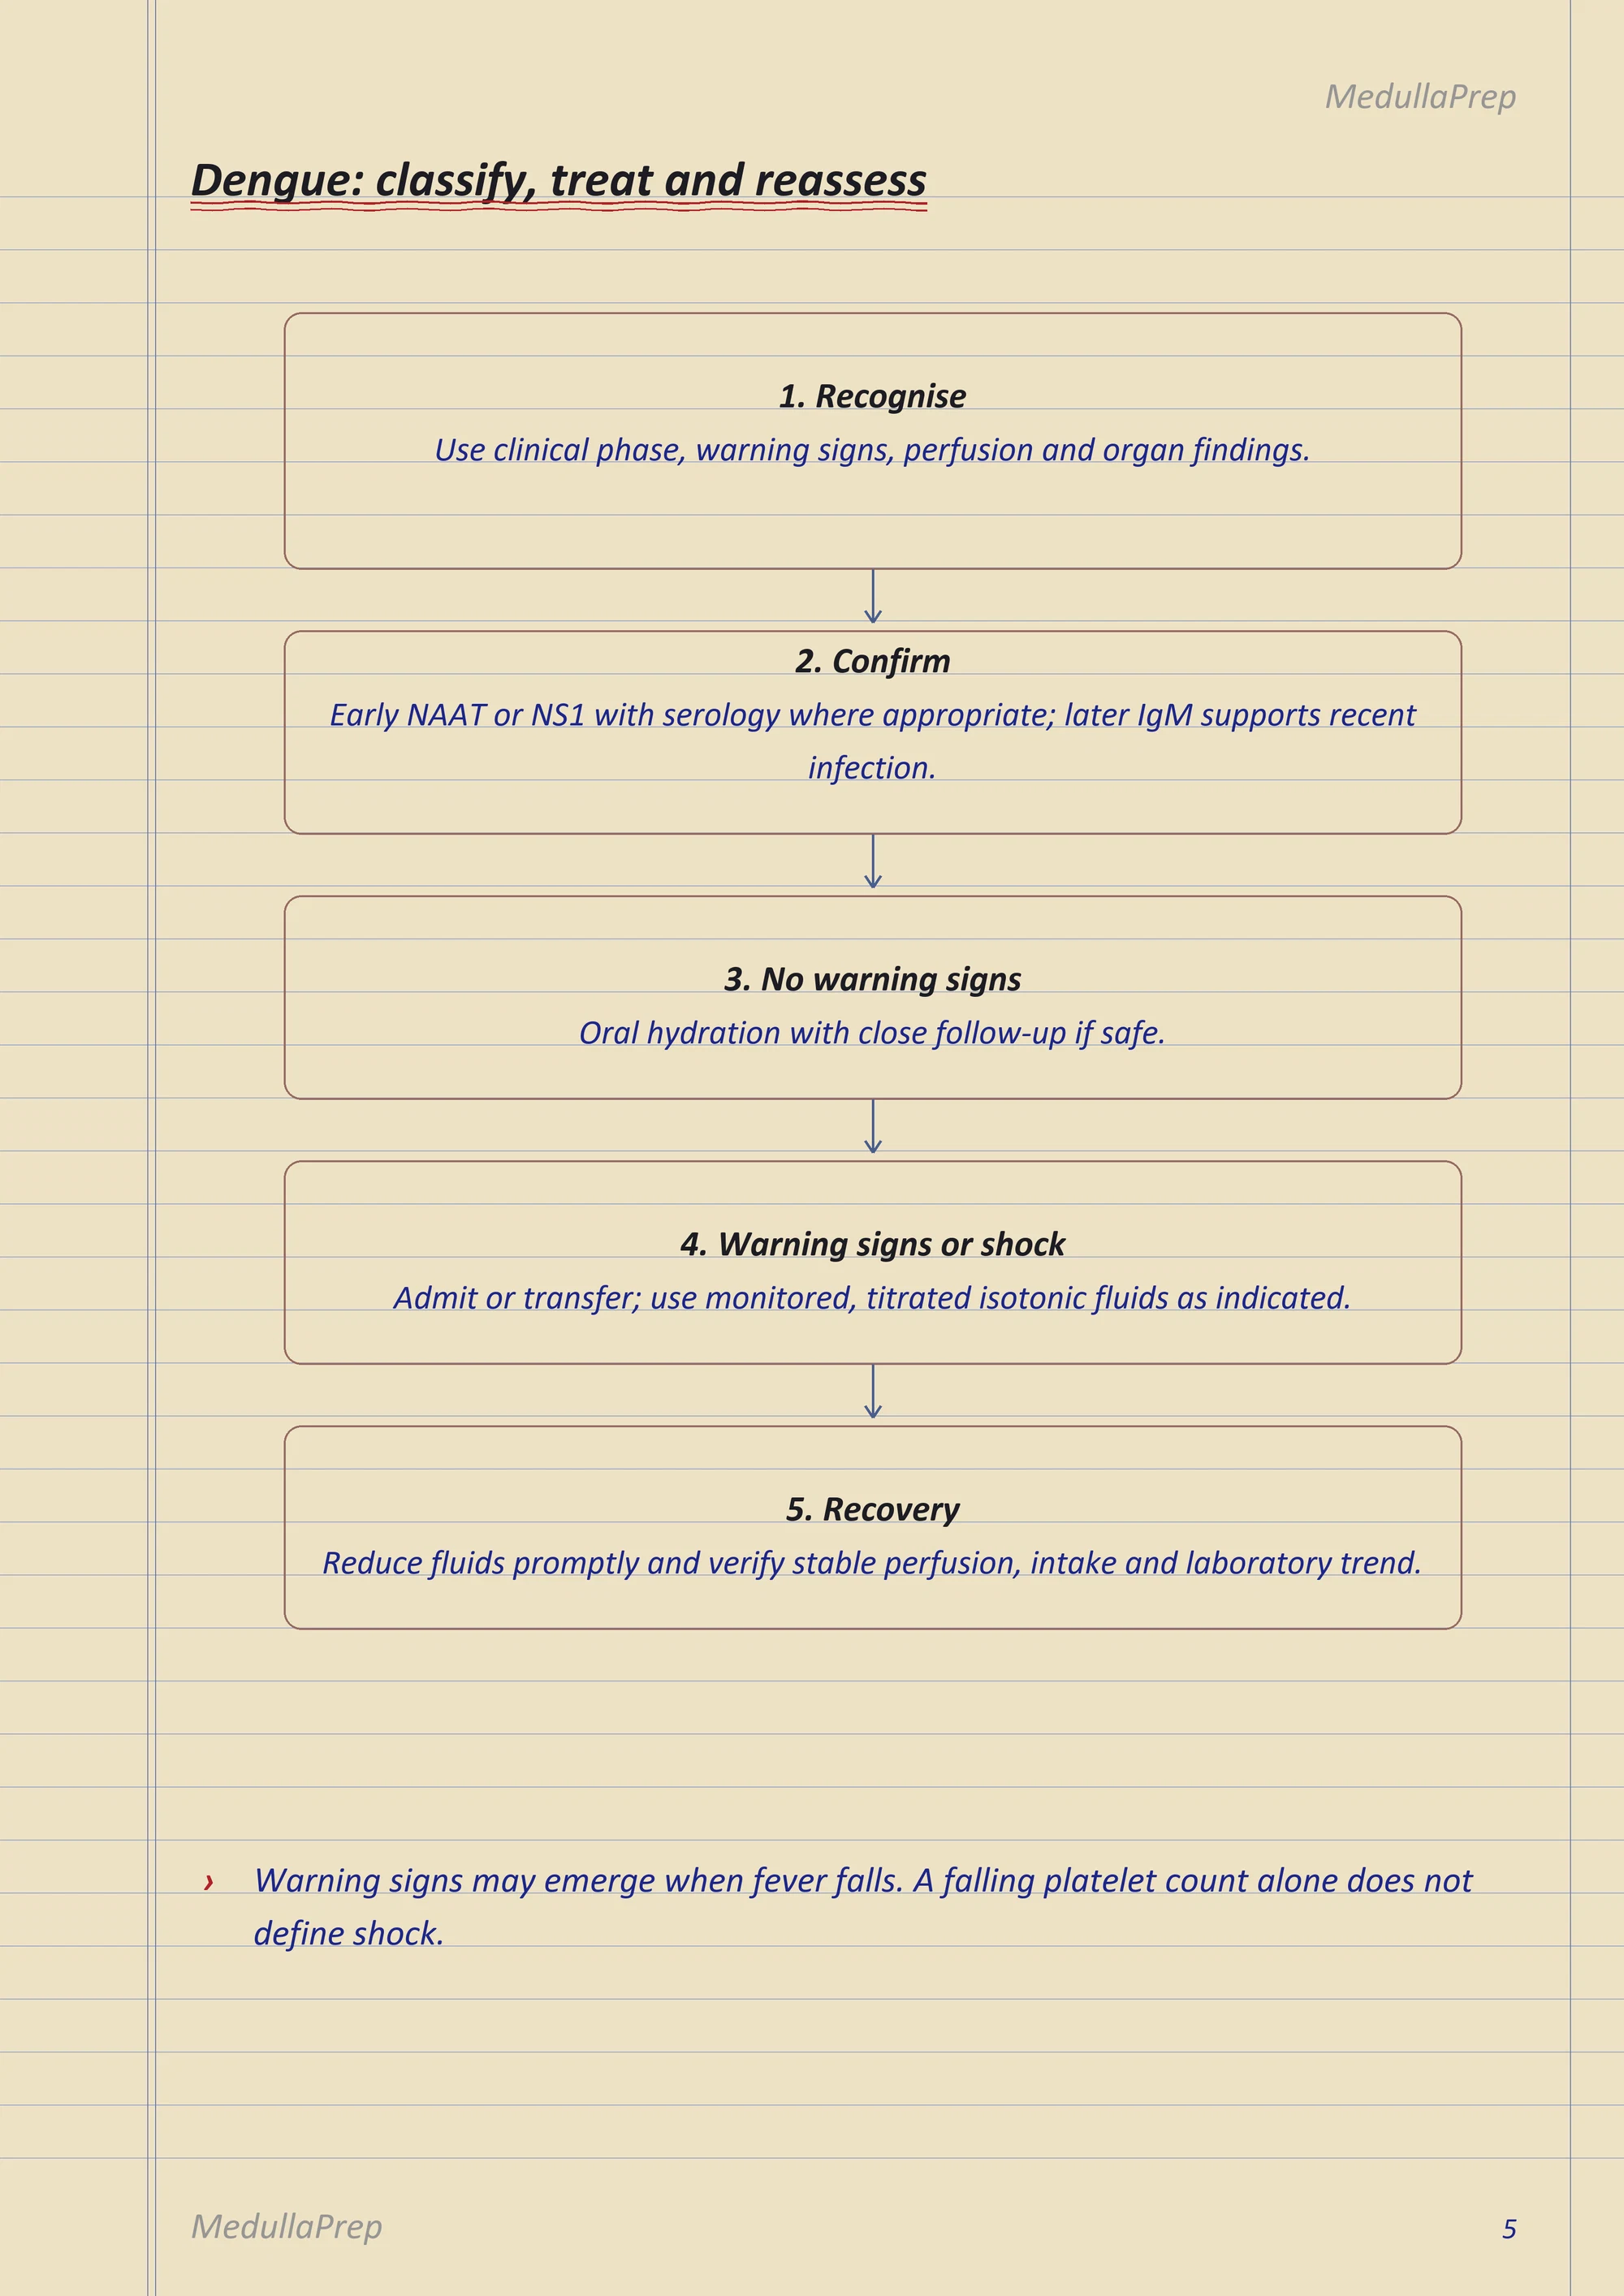 MedullaPrep
Dengue: classify, treat and reassess
1. Recognise
Use clinical phase, warning signs, perfusion and organ findings.
2. Confirm
Early NAAT or NS1 with serology where appropriate; later IgM supports recent
infection.
3. No warning signs
Oral hydration with close follow-up if safe.
4. Warning signs or shock
Admit or transfer; use monitored, titrated isotonic fluids as indicated.
5. Recovery
Reduce fluids promptly and verify stable perfusion, intake and laboratory trend.
› Warning signs may emerge when fever falls. A falling platelet count alone does not
define shock.
MedullaPrep
5